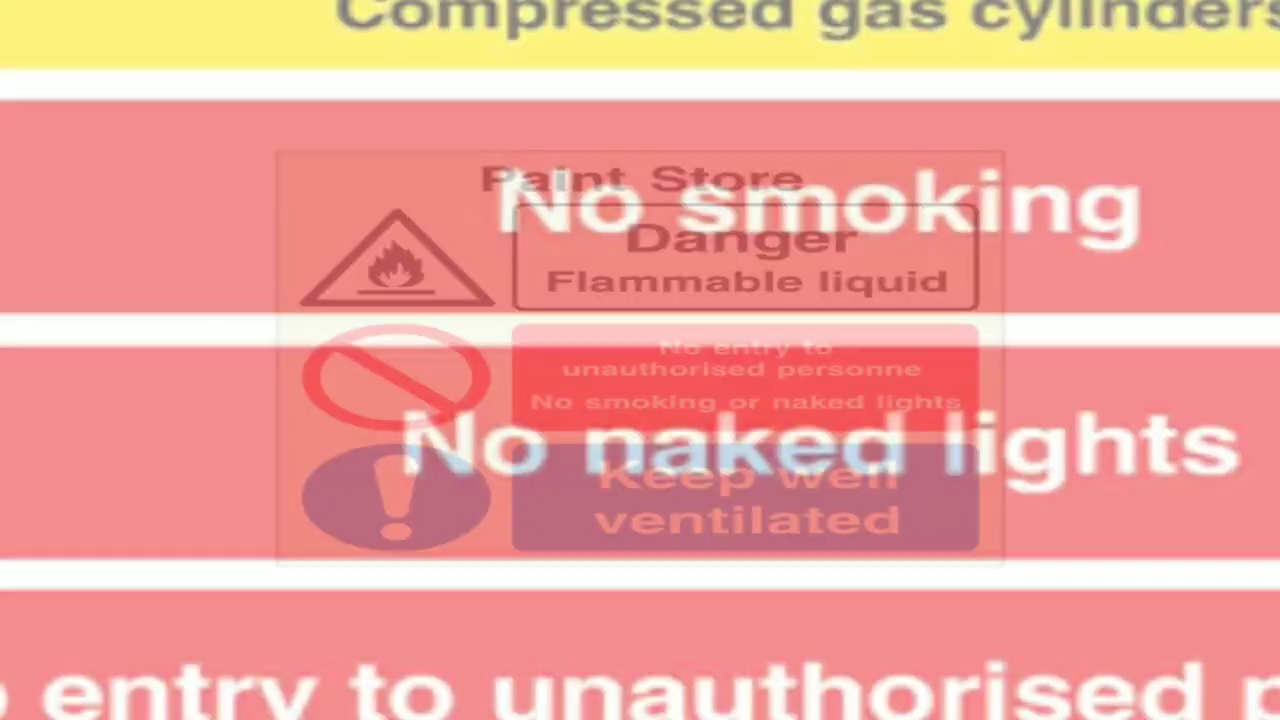 Compressed gas cylinders
No smoking
Paint Store
Danger
Flammable liquid
No entry to
unauthorised personne
No smoking or naked lights
No naked lights
Keep well
ventilated
entry to unauthorised